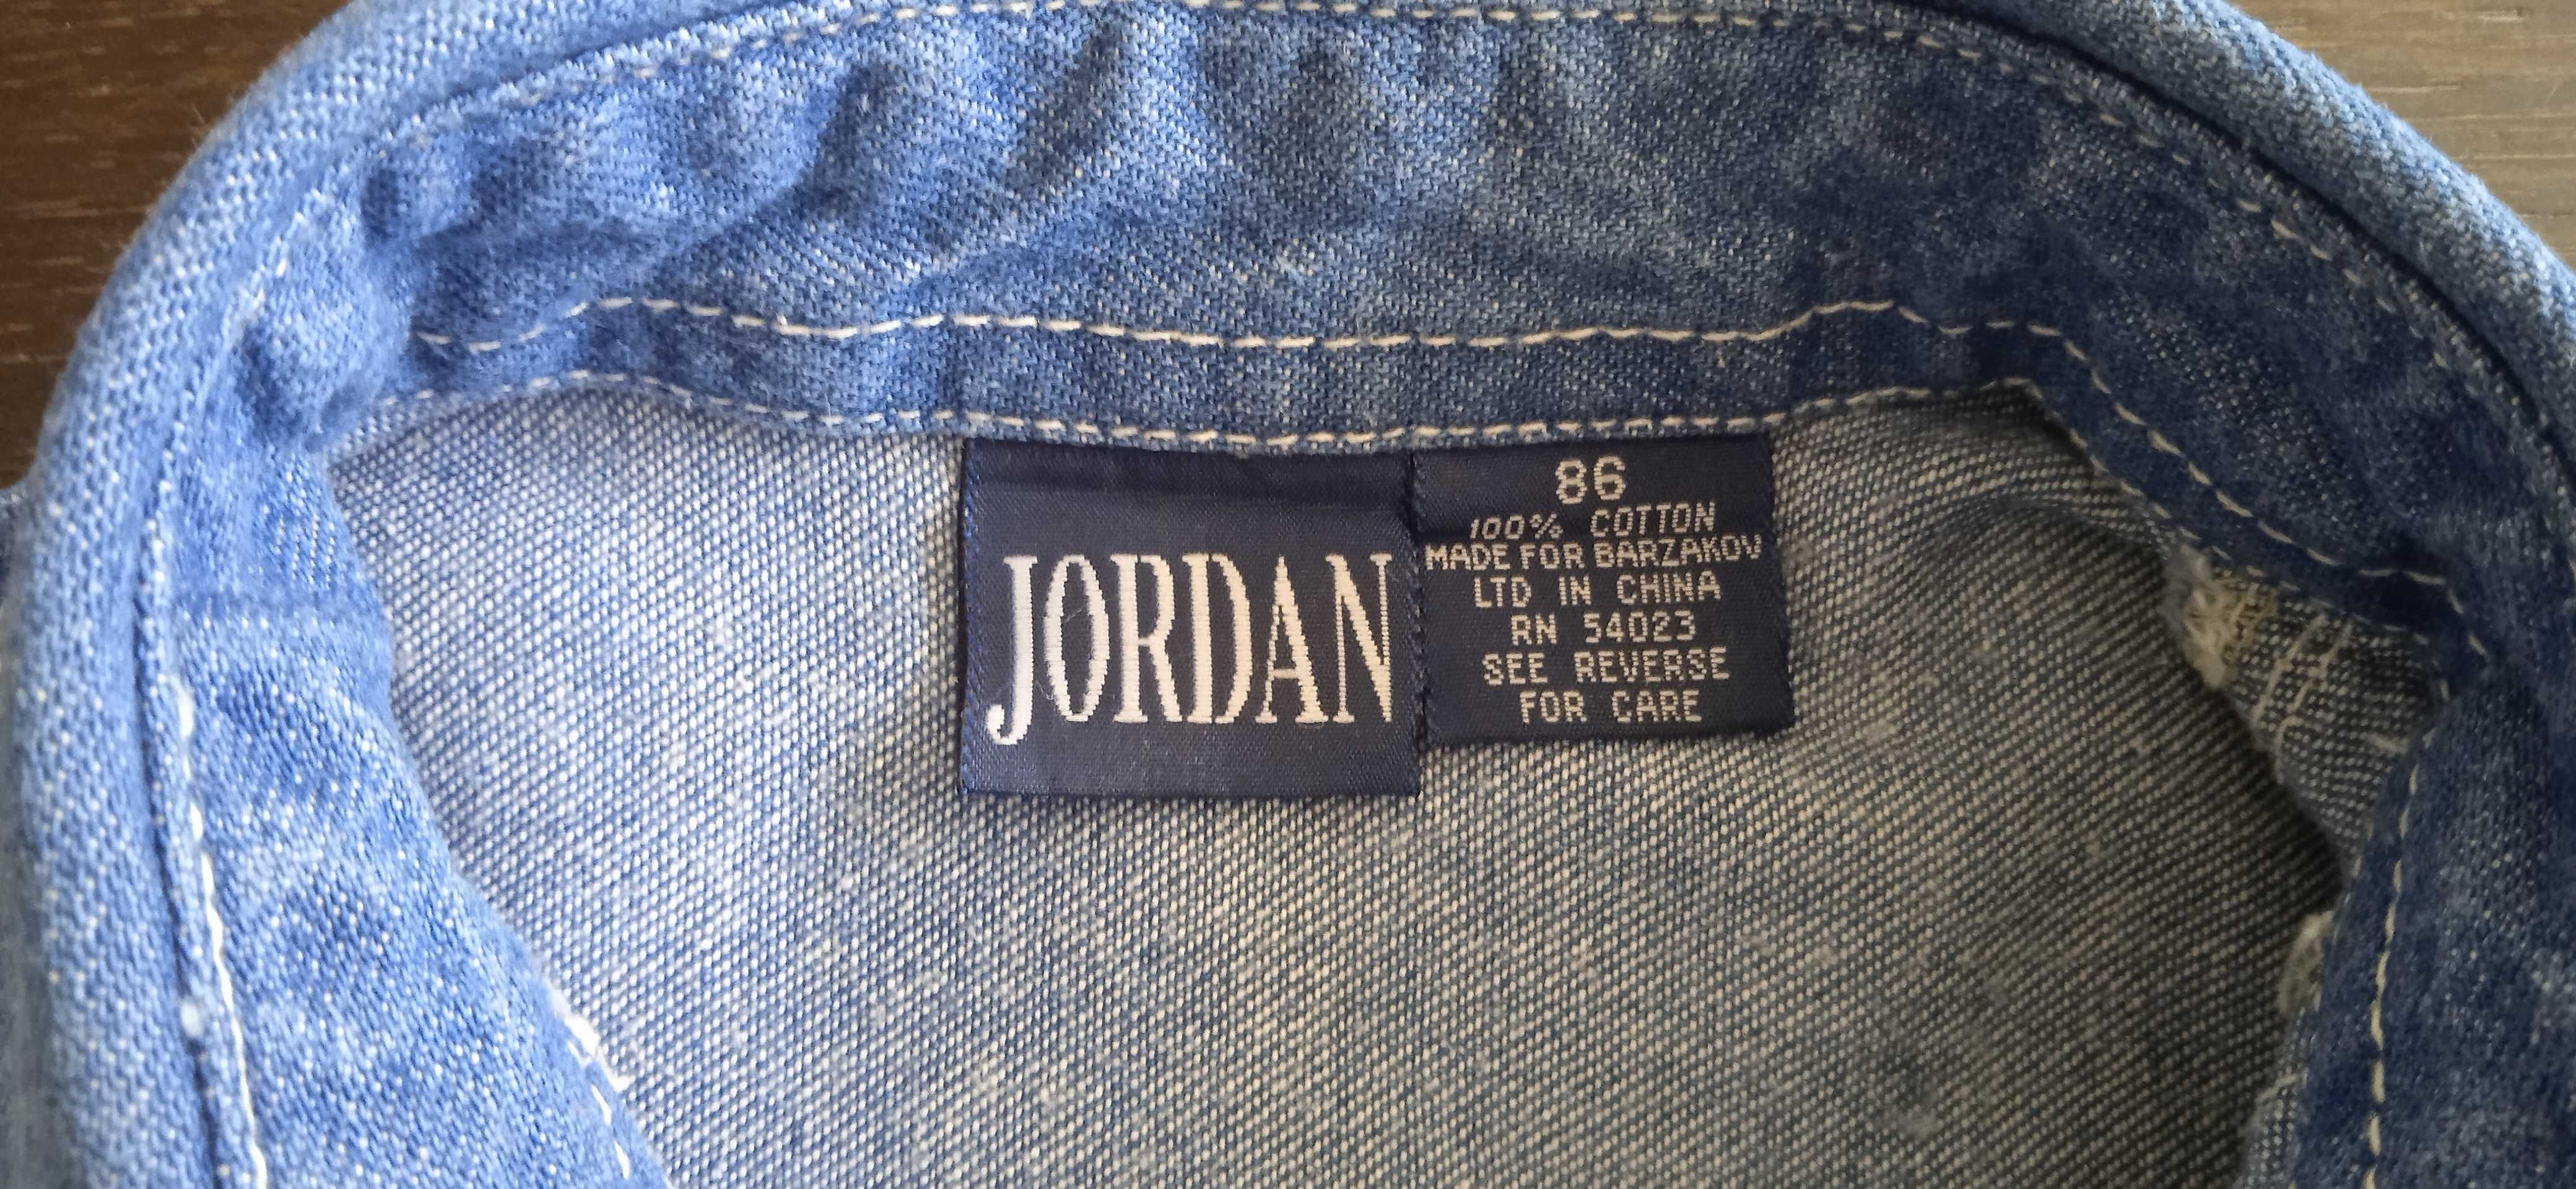 JORDAN
86
100% COTTON
MADE FOR BARZAKOV
LTD IN CHINA
RN 54023
SEE REVERSE
FOR CARE